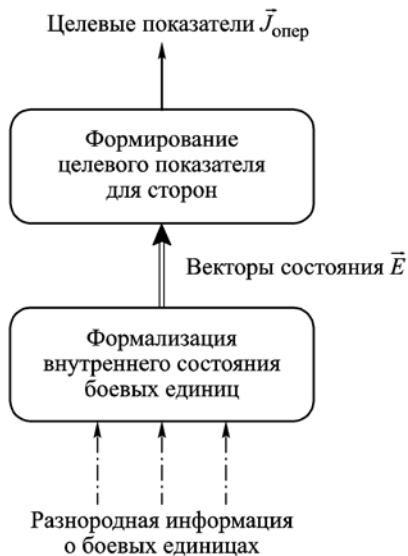 Целевые показатели J⃗опер
Формирование
целевого показателя
для сторон
Векторы состояния E⃗
Формализация
внутреннего состояния
боевых единиц
Разнородная информация
о боевых единицах